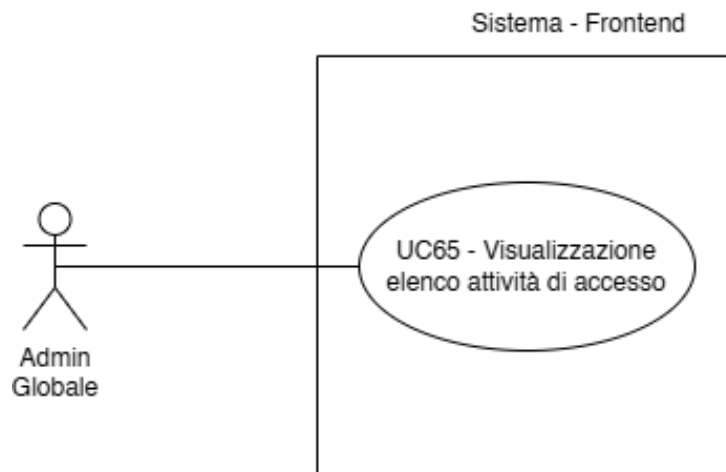 Sistema - Frontend
UC65 - Visualizzazione
elenco attività di accesso
Admin
Globale